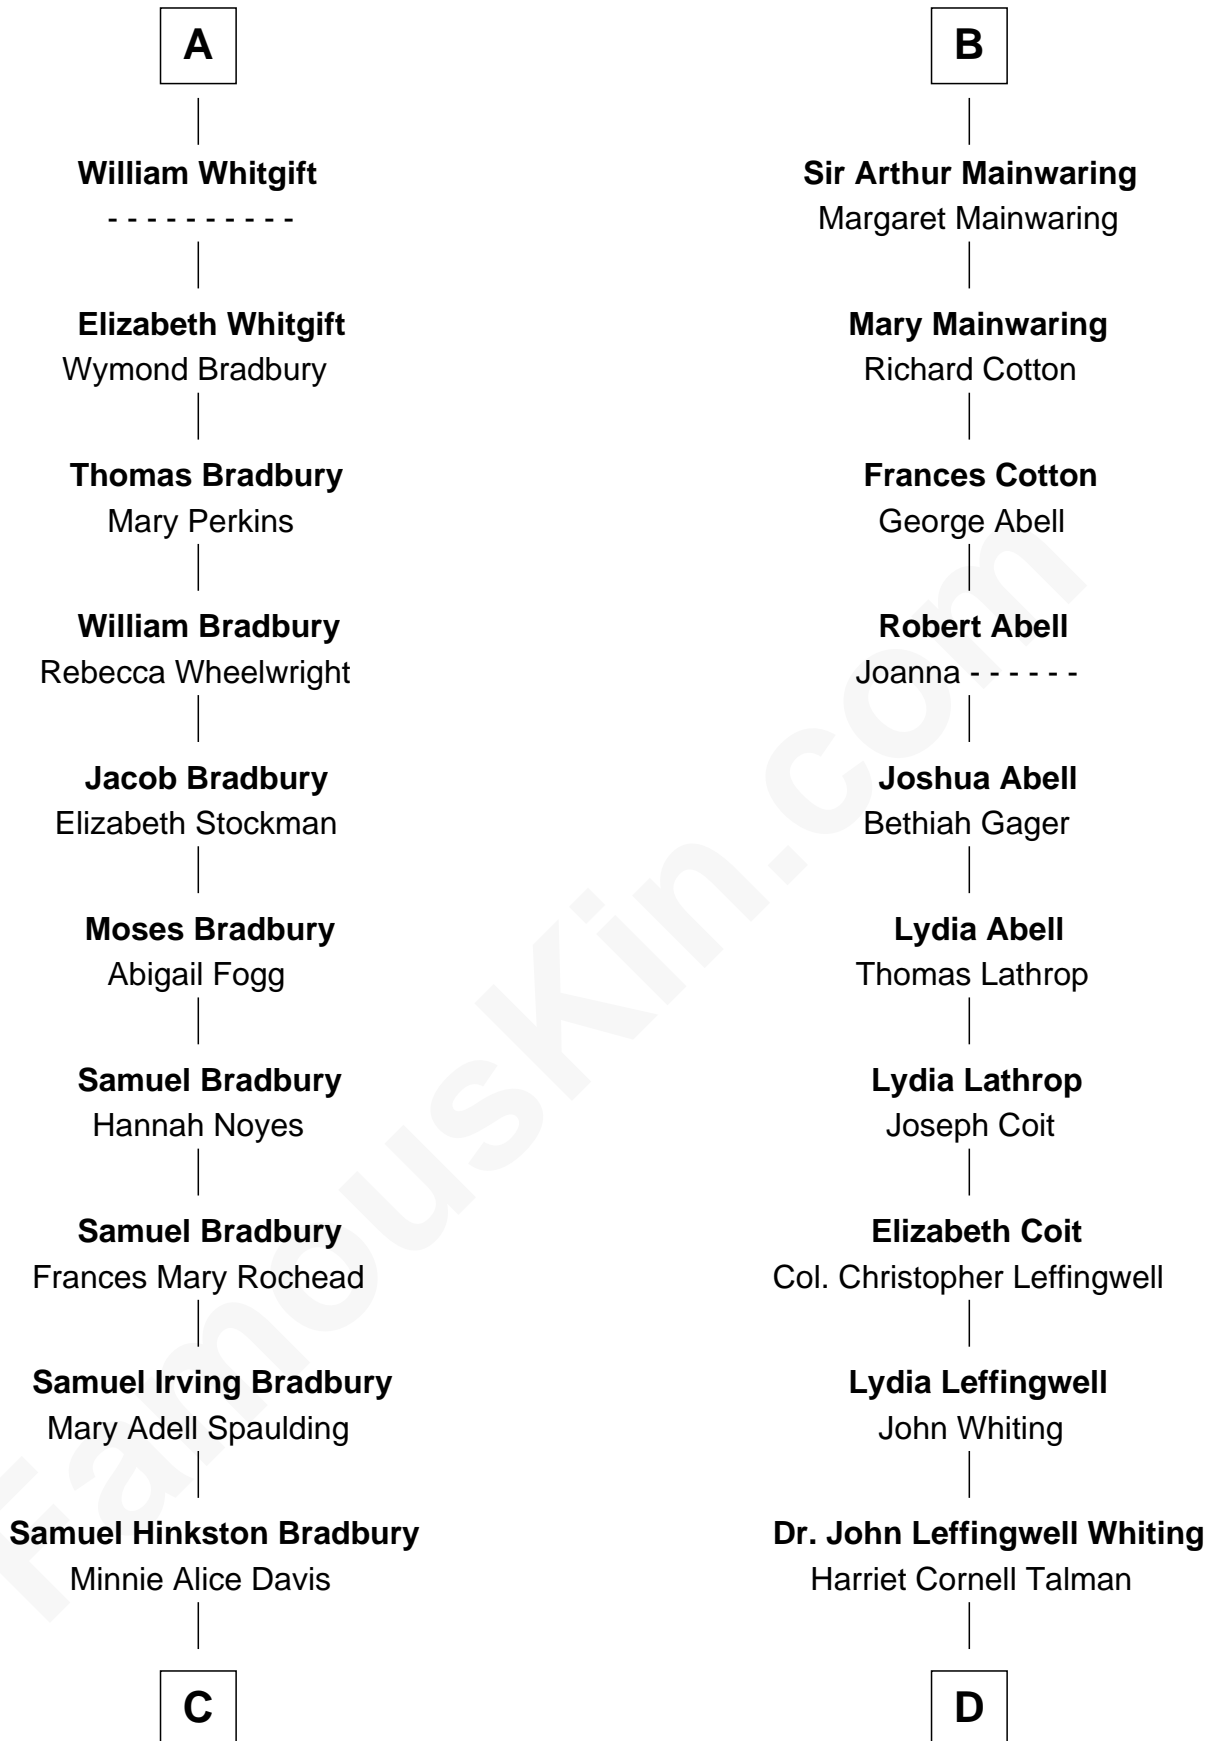 A
William Whitgift
- - - - - - - - - -
Elizabeth Whitgift
Wymond Bradbury
Thomas Bradbury
Mary Perkins
William Bradbury
Rebecca Wheelwright
Jacob Bradbury
Elizabeth Stockman
Moses Bradbury
Abigail Fogg
Samuel Bradbury
Hannah Noyes
Samuel Bradbury
Frances Mary Rochead
Samuel Irving Bradbury
Mary Adell Spaulding
Samuel Hinkston Bradbury
Minnie Alice Davis
C
B
Sir Arthur Mainwaring
Margaret Mainwaring
Mary Mainwaring
Richard Cotton
Frances Cotton
George Abell
Robert Abell
Joanna - - - - - -
Joshua Abell
Bethiah Gager
Lydia Abell
Thomas Lathrop
Lydia Lathrop
Joseph Coit
Elizabeth Coit
Col. Christopher Leffingwell
Lydia Leffingwell
John Whiting
Dr. John Leffingwell Whiting
Harriet Cornell Talman
D
FamousKin.com